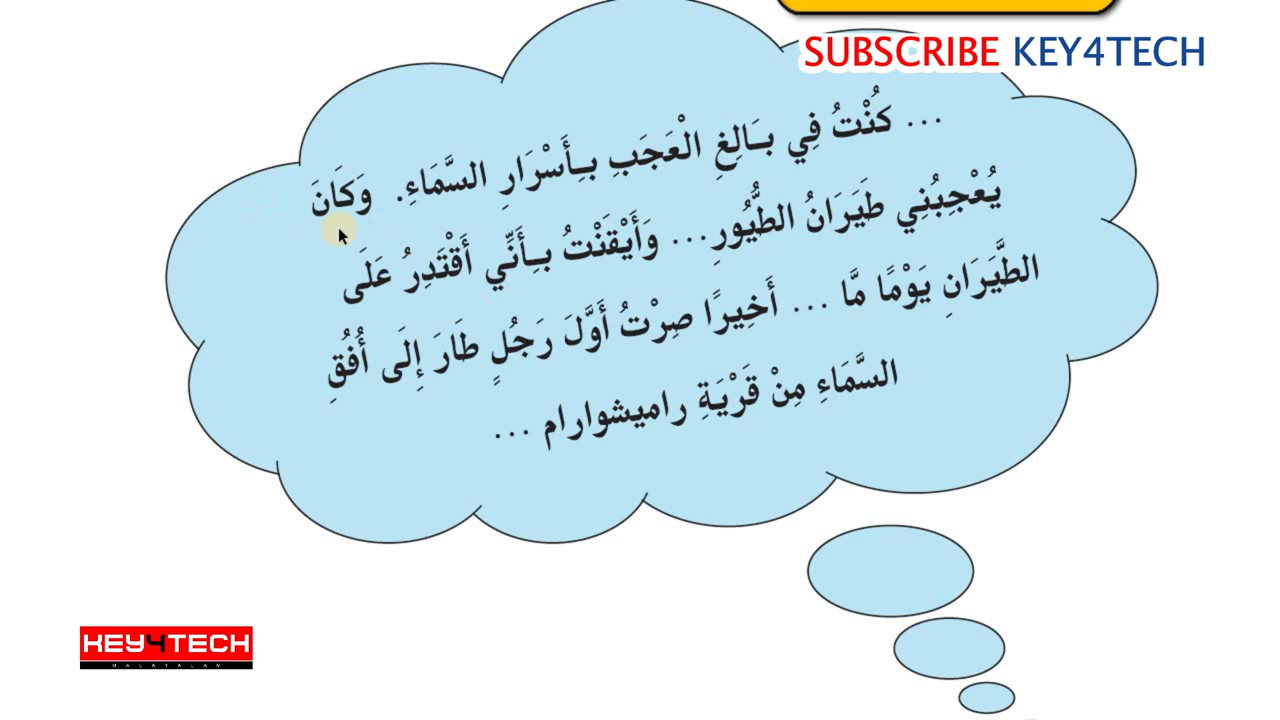 SUBSCRIBE KEY4TECH
... كُنْتُ فِي بَالِغِ الْعَجَبِ بِأَسْرَارِ السَّمَاءِ. وَكَانَ
يُعْجِبُنِي طَيَرَانُ الطُّيُورِ... وَأَيْقَنْتُ بِأَنِّي أَقْتَدِرُ عَلَى
الطَّيَرَانِ يَوْمًا مَّا ... أَخِيرًا صِرْتُ أَوَّلَ رَجُلٍ طَارَ إِلَى أُفُقِ
السَّمَاءِ مِنْ قَرْيَةِ راميشوارام ...
KEY4TECH
MALAYALAM